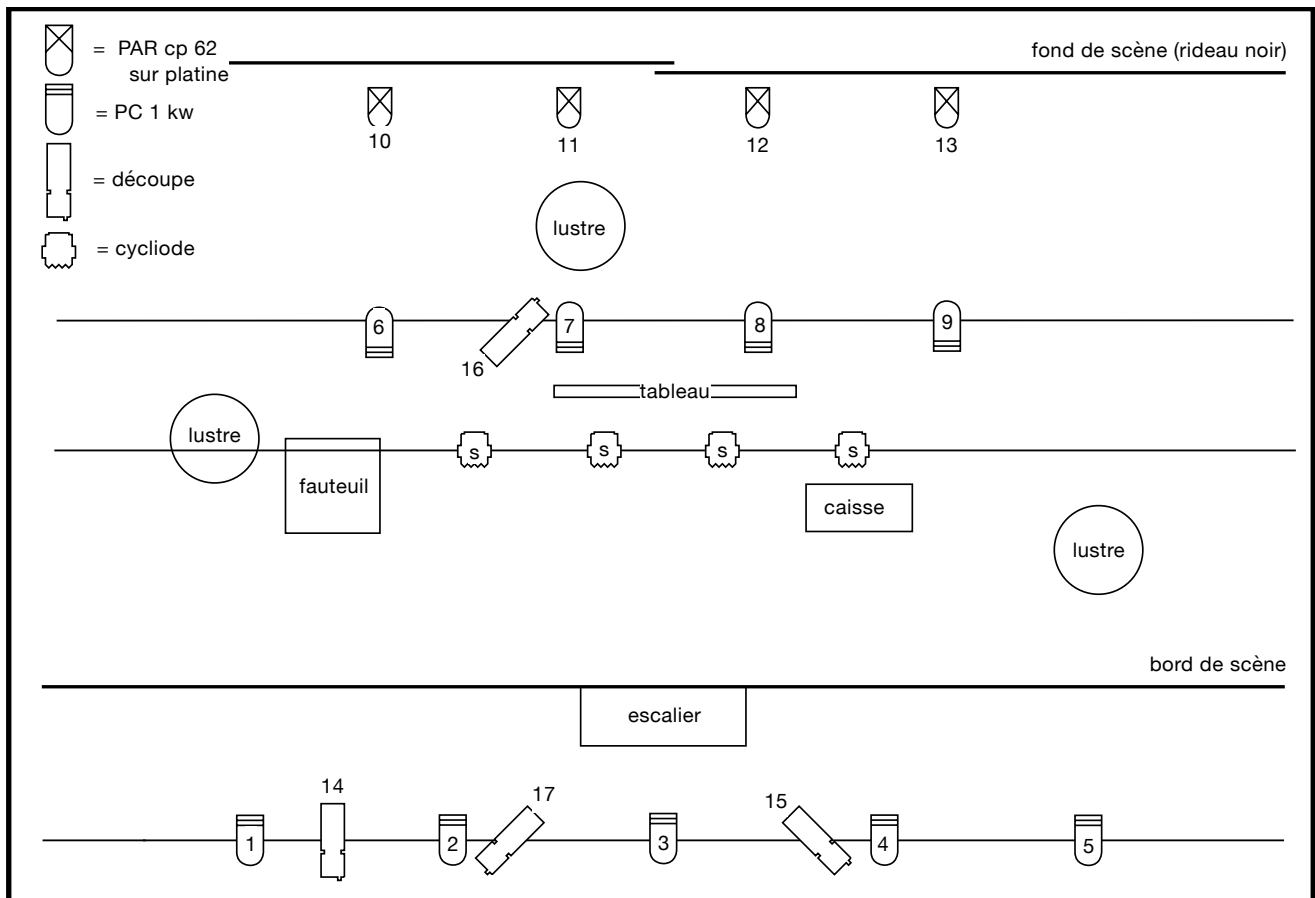 = PAR cp 62
sur platine
= PC 1 kw
= découpe
= cycliode
fond de scène (rideau noir)
10
11
12
13
lustre
6
16
7
8
9
tableau
lustre
fauteuil
s
s
s
s
caisse
lustre
bord de scène
escalier
14
17
15
1
2
3
4
5